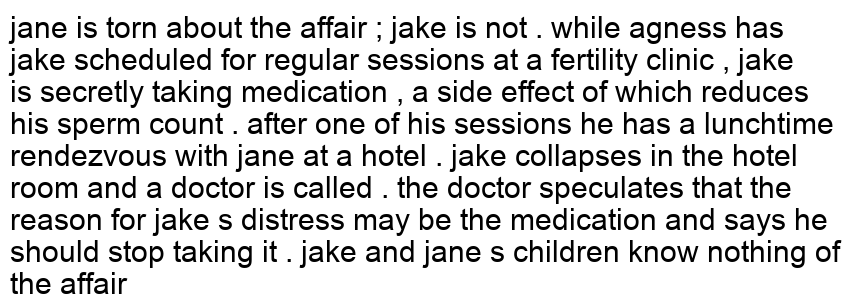 jane is torn about the affair ; jake is not . while agness has
jake scheduled for regular sessions at a fertility clinic , jake
is secretly taking medication , a side effect of which reduces
his sperm count . after one of his sessions he has a lunchtime
rendezvous with jane at a hotel . jake collapses in the hotel
room and a doctor is called . the doctor speculates that the
reason for jake s distress may be the medication and says he
should stop taking it . jake and jane s children know nothing of
the affair